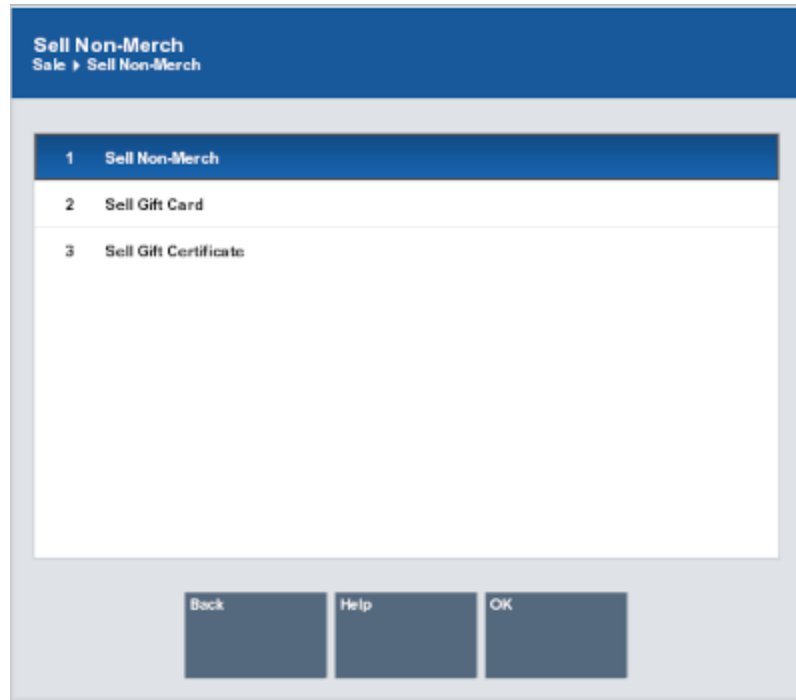 Sell Non-Merch
Sale ▸ Sell Non-Merch
1 Sell Non-Merch
2 Sell Gift Card
3 Sell Gift Certificate
Back Help OK